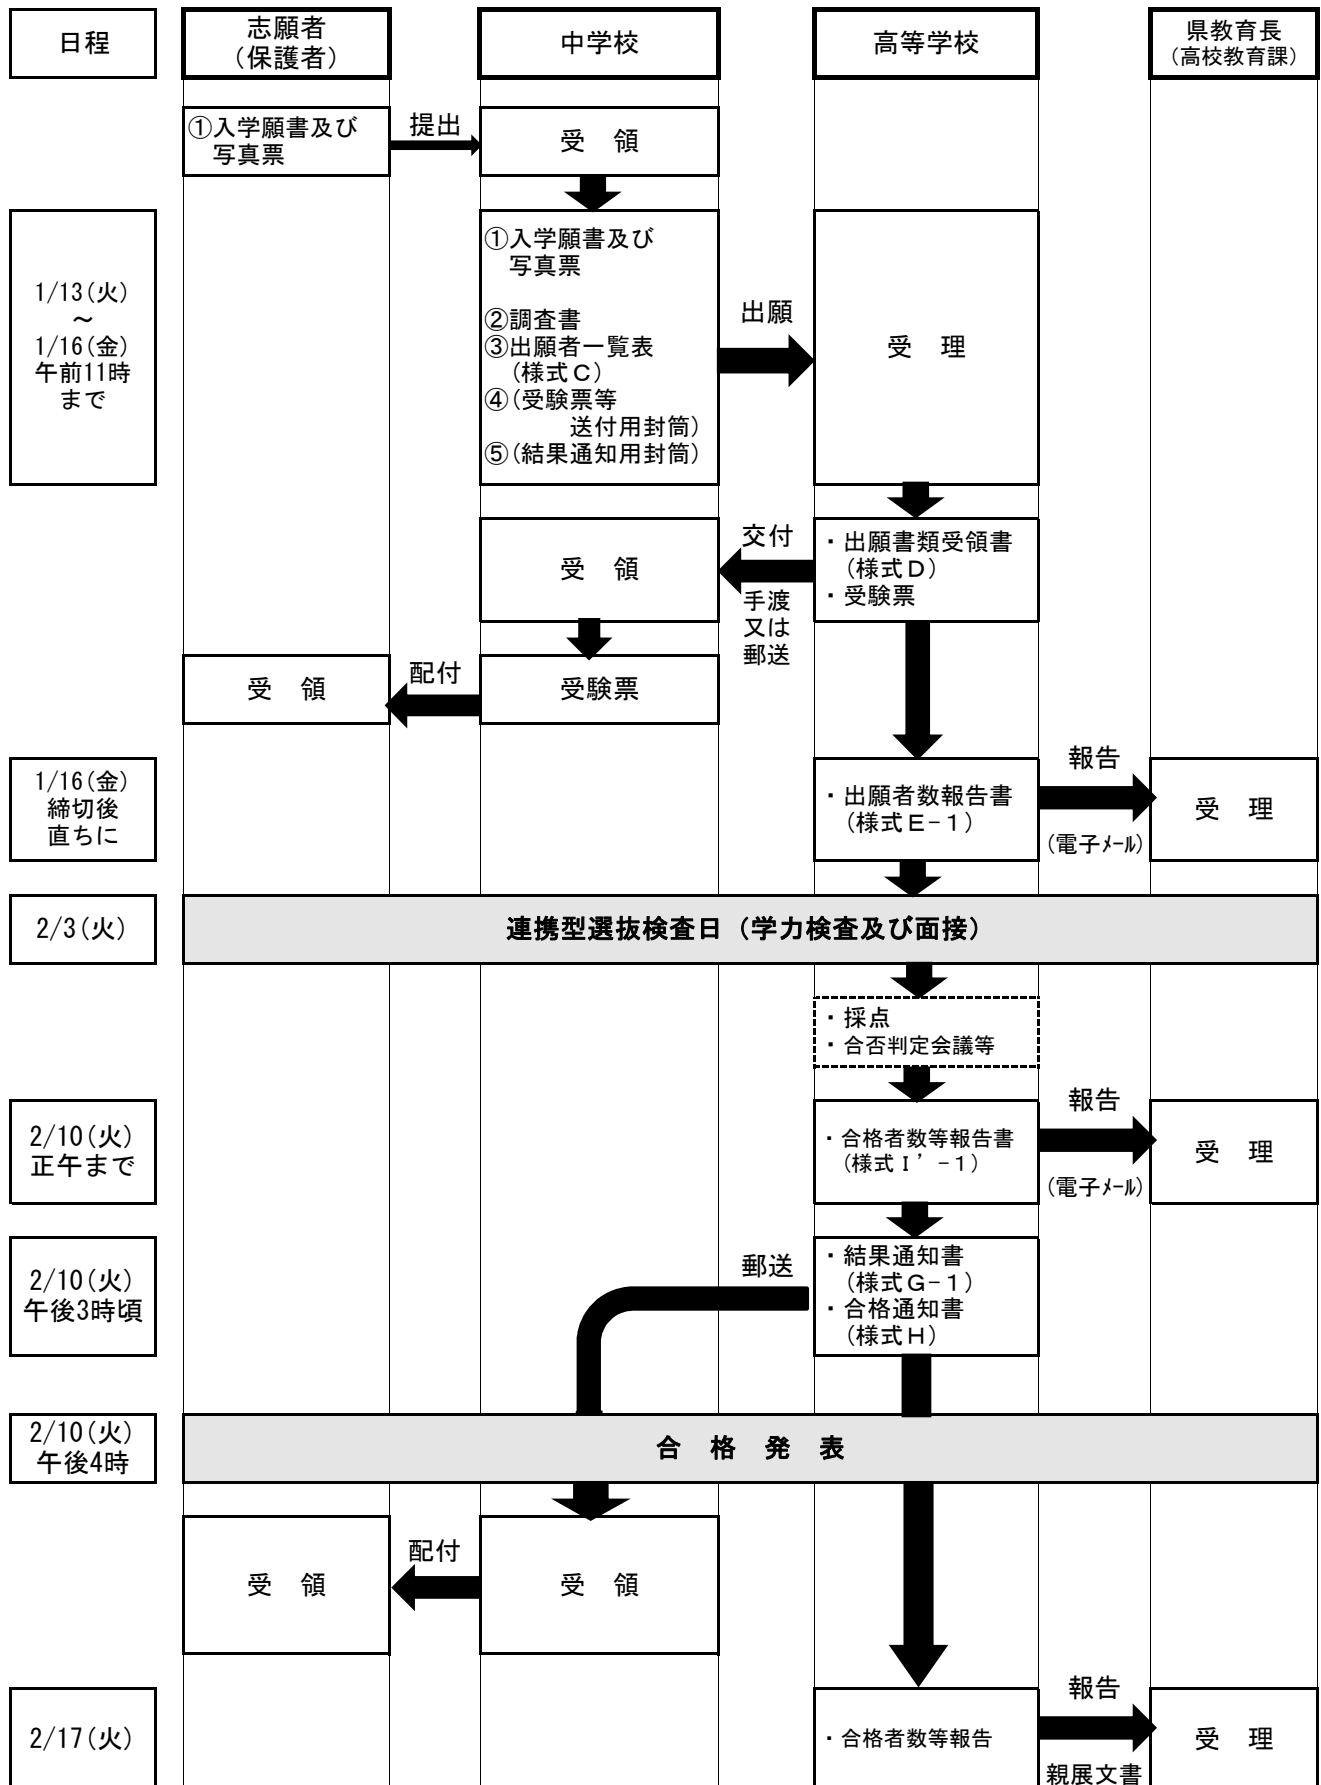 日程
志願者
（保護者）
中学校
高等学校
県教育長
（高校教育課）
①入学願書及び
写真票
提出
受　領
1/13(火)
～
1/16(金)
午前11時
まで
①入学願書及び
写真票
②調査書
③出願者一覧表
(様式Ｃ)
④(受験票等
送付用封筒)
⑤(結果通知用封筒)
出願
受　理
受　領
交付
手渡
又は
郵送
・出願書類受領書
(様式Ｄ)
・受験票
受　領
配付
受験票
1/16(金)
締切後
直ちに
・出願者数報告書
(様式Ｅ-１)
報告
(電子ﾒｰﾙ)
受　理
2/3(火)
連携型選抜検査日（学力検査及び面接）
・採点
・合否判定会議等
2/10(火)
正午まで
・合格者数等報告書
(様式Ｉ’-１)
報告
(電子ﾒｰﾙ)
受　理
2/10(火)
午後3時頃
郵送
・結果通知書
(様式Ｇ-１)
・合格通知書
(様式Ｈ)
2/10(火)
午後4時
合　格　発　表
受　領
配付
受　領
2/17(火)
・合格者数等報告
報告
親展文書
受　理